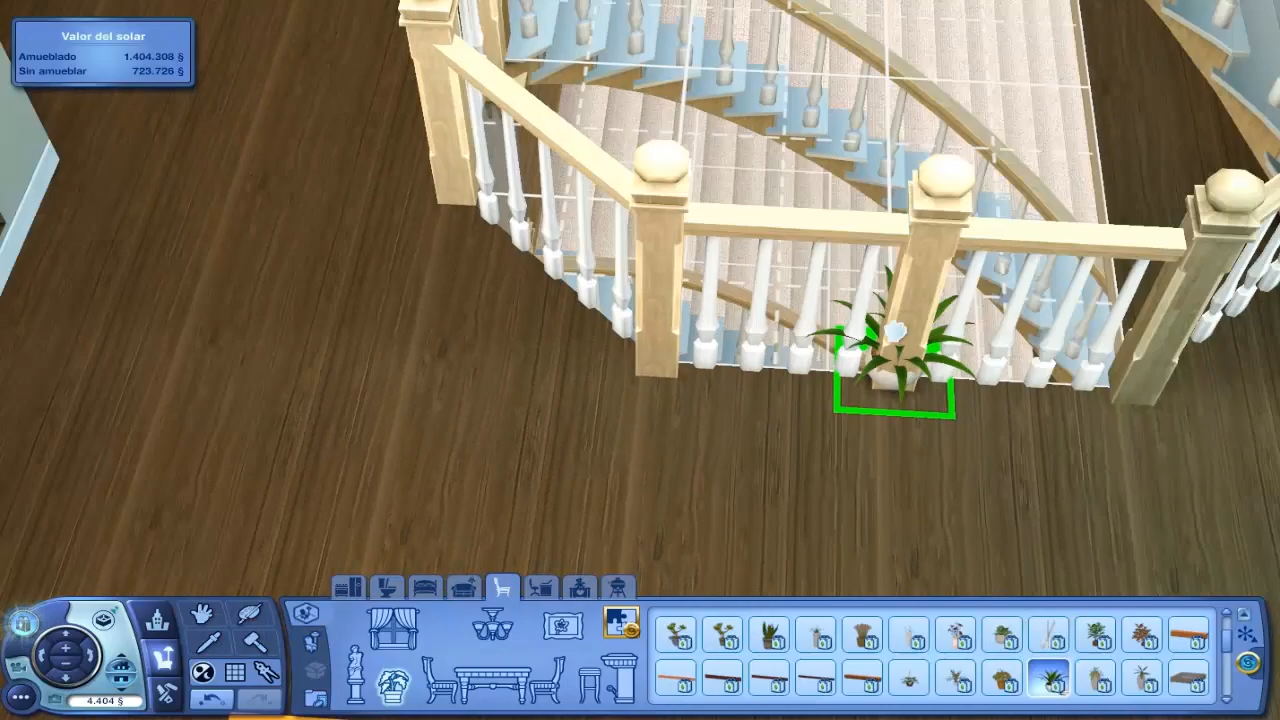 Valor del solar
Amueblado 1.404.308 §
Sin amueblar 723.726 §
4.404 §